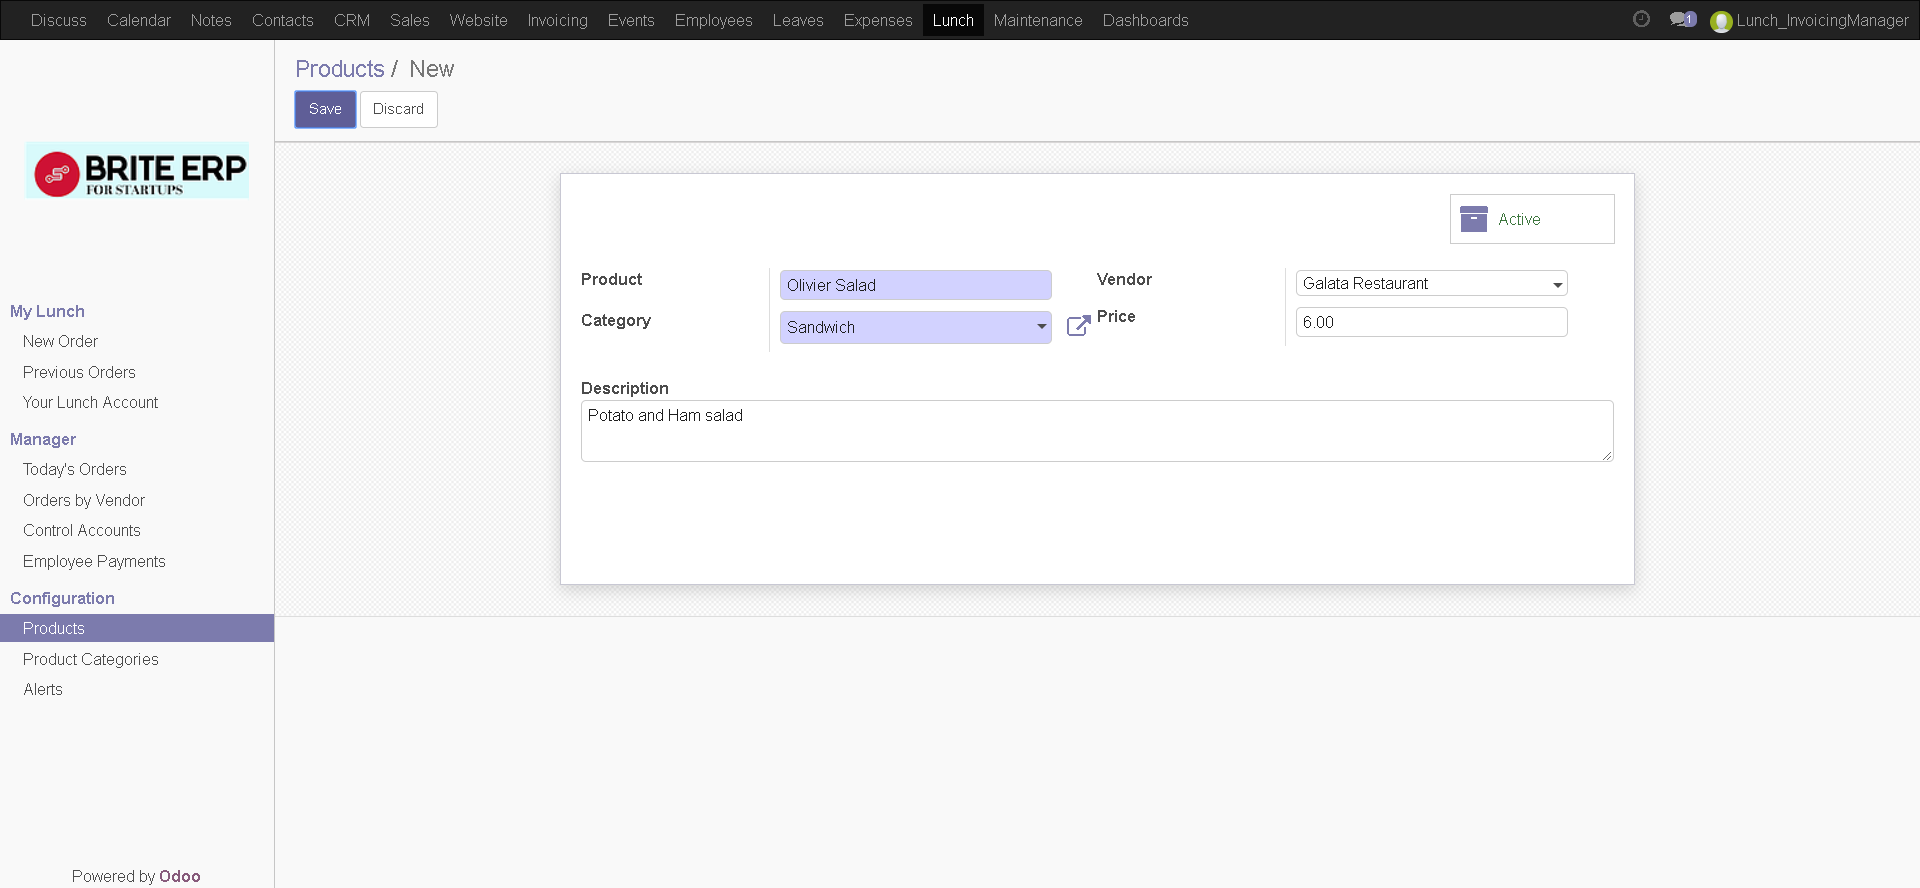 Discuss Calendar Notes Contacts CRM Sales Website Invoicing Events Employees Leaves Expenses Lunch Maintenance Dashboards 1 Lunch_InvoicingManager
Products / New
Save Discard
BRITE ERP
FOR STARTUPS
My Lunch
New Order
Previous Orders
Your Lunch Account
Manager
Today's Orders
Orders by Vendor
Control Accounts
Employee Payments
Configuration
Products
Product Categories
Alerts
Powered by Odoo
Active
Product Olivier Salad
Category Sandwich
Vendor Galata Restaurant
Price 6.00
Description
Potato and Ham salad